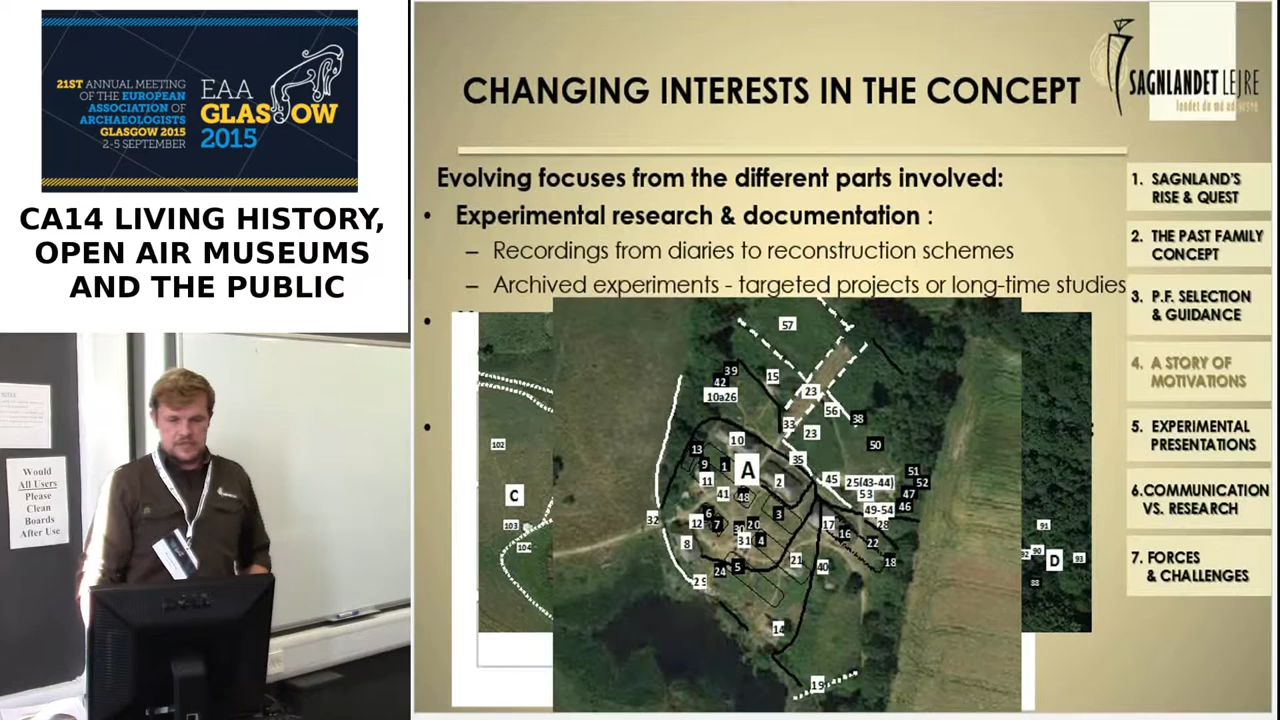 21ST ANNUAL MEETING
OF THE EUROPEAN
ASSOCIATION OF
ARCHAEOLOGISTS
GLASGOW 2015
2-5 SEPTEMBER
EAA
GLASGOW
2015
CA14 LIVING HISTORY,
OPEN AIR MUSEUMS
AND THE PUBLIC
Would
All Users
Please
Clean
Boards
After Use
DELL
CHANGING INTERESTS IN THE CONCEPT
SAGNLANDET LEJRE
Evolving focuses from the different parts involved:
• Experimental research & documentation :
– Recordings from diaries to reconstruction schemes
– Archived experiments - targeted projects or long-time studies
1. SAGNLAND'S
RISE & QUEST
2. THE PAST FAMILY
CONCEPT
3. P.F. SELECTION
& GUIDANCE
4. A STORY OF
MOTIVATIONS
5. EXPERIMENTAL
PRESENTATIONS
6.COMMUNICATION
VS. RESEARCH
7. FORCES
& CHALLENGES
57
39
42
15
10a26
23
56
33
23
38
10
50
13
35
102
9
1
A
51
11
2
45
25(43-44)
52
C
41
48
53
47
6
3
49-54
46
32
12
7
30
20
17
28
103
31
4
16
91
8
22
104
21
90
D
93
24
5
40
18
29
88
14
19